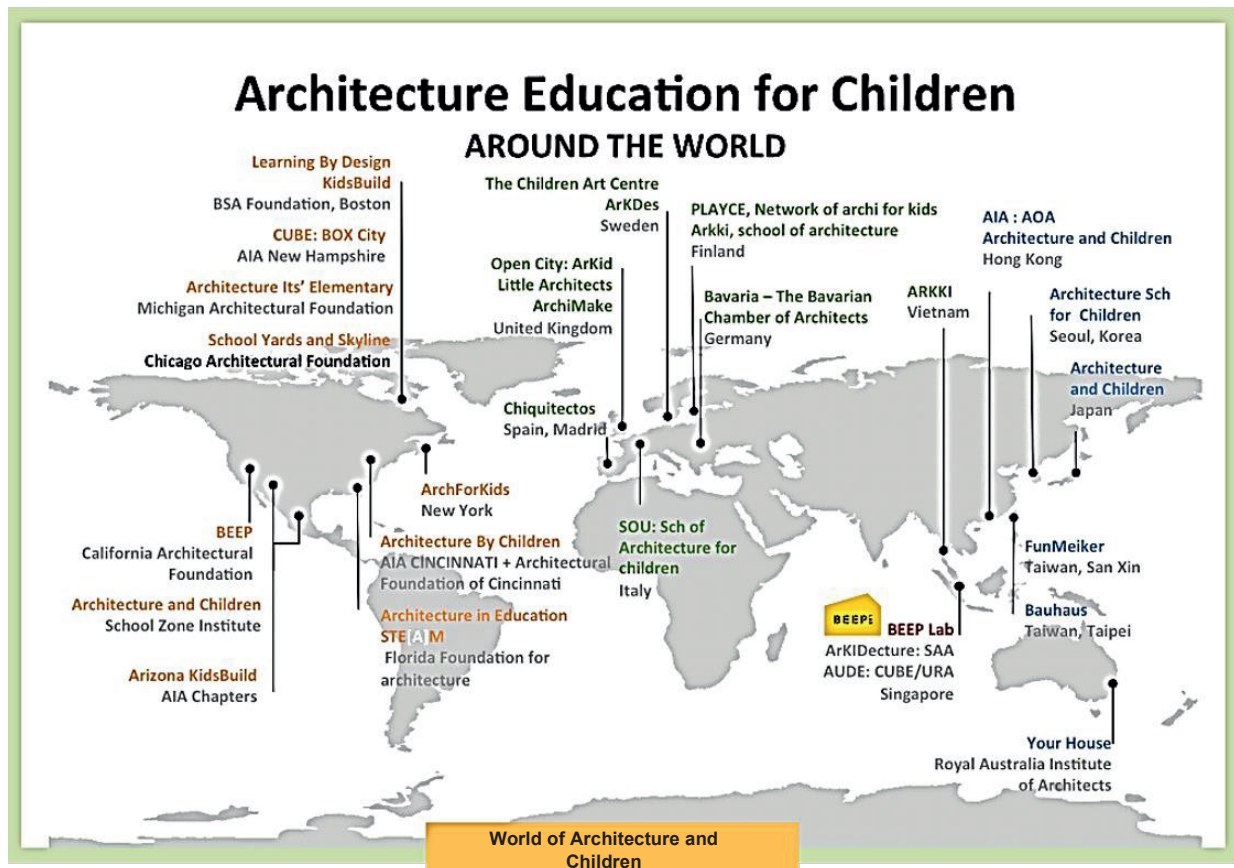 Architecture Education for Children
AROUND THE WORLD
Learning By Design
KidsBuild
BSA Foundation, Boston
CUBE: BOX City
AIA New Hampshire
Architecture Its' Elementary
Michigan Architectural Foundation
School Yards and Skyline
Chicago Architectural Foundation
The Children Art Centre
ArKDes
Sweden
PLAYCE, Network of archi for kids
Arkki, school of architecture
Finland
Open City: ArKid
Little Architects
ArchiMake
United Kingdom
Bavaria – The Bavarian
Chamber of Architects
Germany
Chiquitectos
Spain, Madrid
ARKKI
Vietnam
AIA : AOA
Architecture and Children
Hong Kong
Architecture Sch
for Children
Seoul, Korea
Architecture
and Children
Japan
BEEP
California Architectural
Foundation
Architecture and Children
School Zone Institute
Arizona KidsBuild
AIA Chapters
ArchForKids
New York
Architecture By Children
AIA CINCINNATI + Architectural
Foundation of Cincinnati
Architecture in Education
STE[A]M
Florida Foundation for
architecture
SOU: Sch of
Architecture for
children
Italy
FunMeiker
Taiwan, San Xin
Bauhaus
Taiwan, Taipei
BEEP Lab
ArKIDecture: SAA
AUDE: CUBE/URA
Singapore
Your House
Royal Australia Institute
of Architects
World of Architecture and
Children